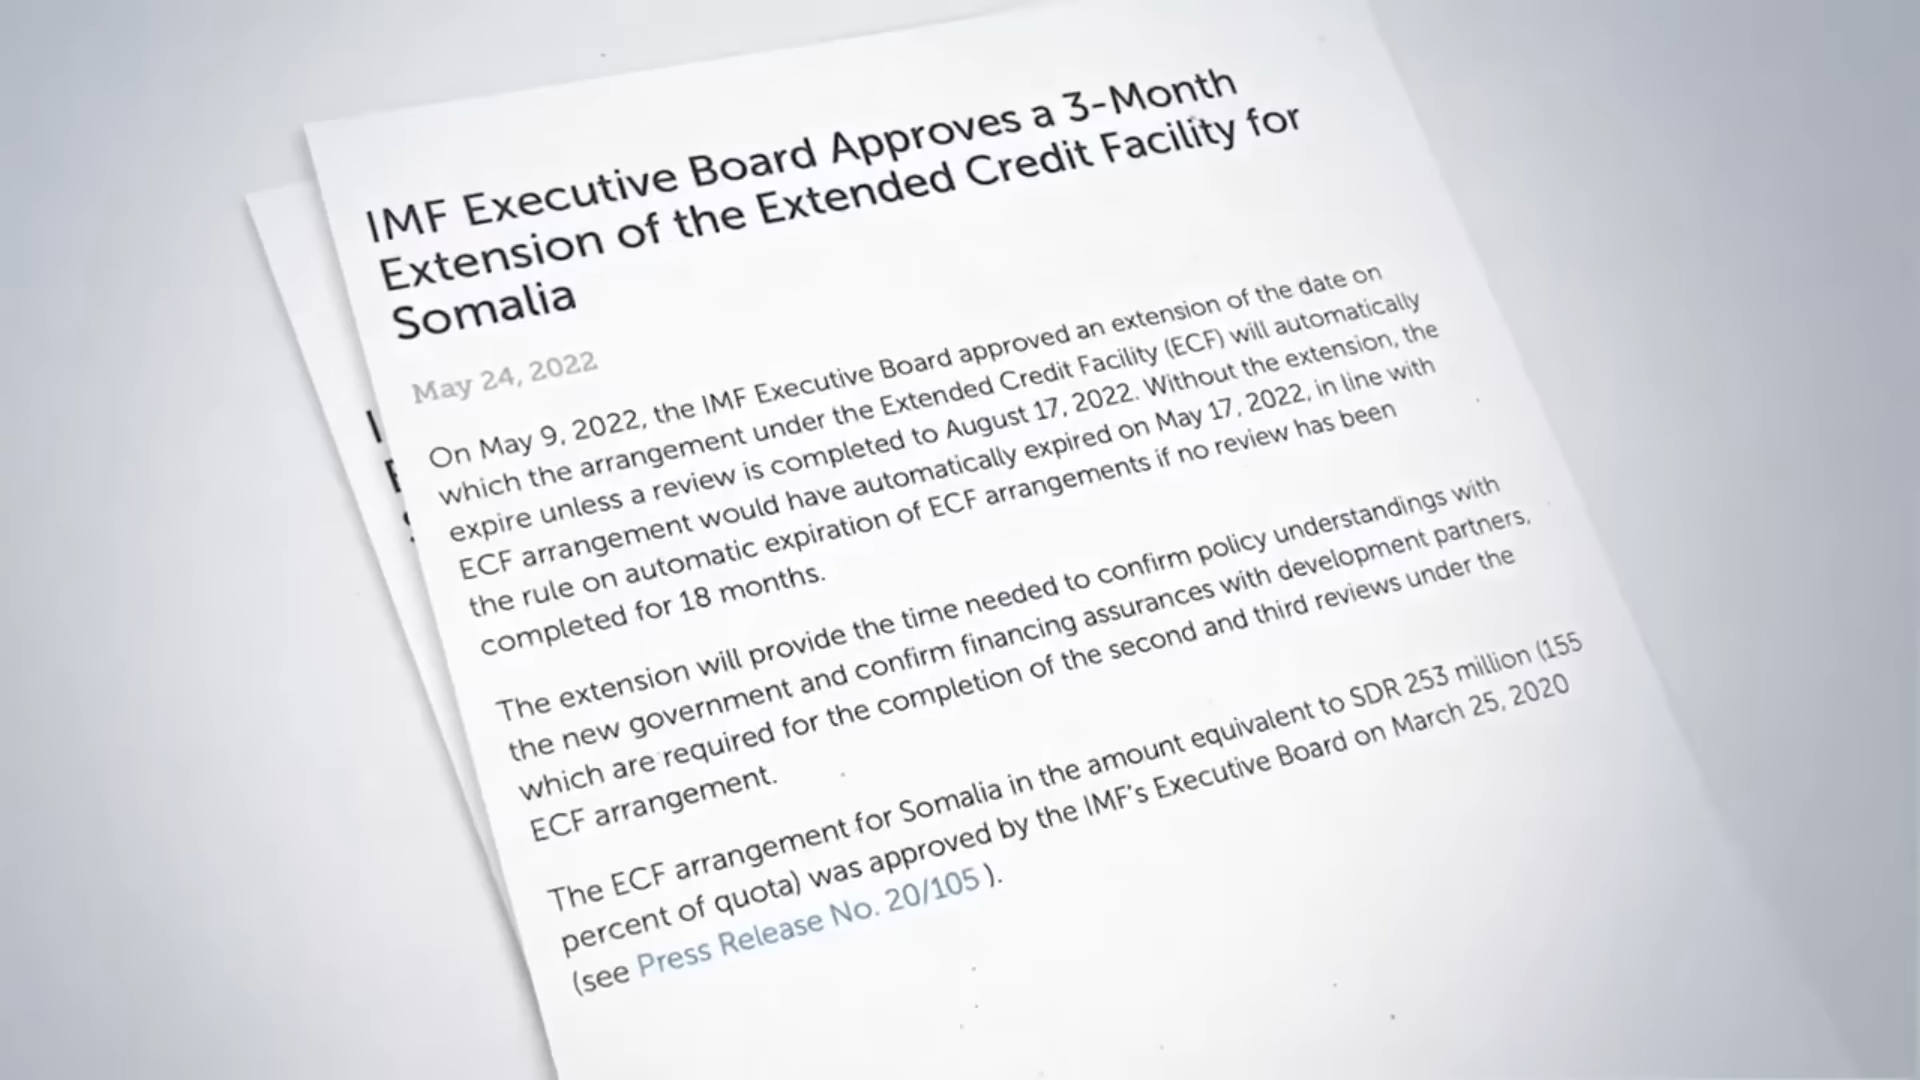 IMF Executive Board Approves a 3-Month
Extension of the Extended Credit Facility for
Somalia
May 24, 2022
On May 9, 2022, the IMF Executive Board approved an extension of the date on
which the arrangement under the Extended Credit Facility (ECF) will automatically
expire unless a review is completed to August 17, 2022. Without the extension, the
ECF arrangement would have automatically expired on May 17, 2022, in line with
the rule on automatic expiration of ECF arrangements if no review has been
completed for 18 months.
The extension will provide the time needed to confirm policy understandings with
the new government and confirm financing assurances with development partners,
which are required for the completion of the second and third reviews under the
ECF arrangement.
The ECF arrangement for Somalia in the amount equivalent to SDR 253 million (155
percent of quota) was approved by the IMF's Executive Board on March 25, 2020
(see Press Release No. 20/105 ).